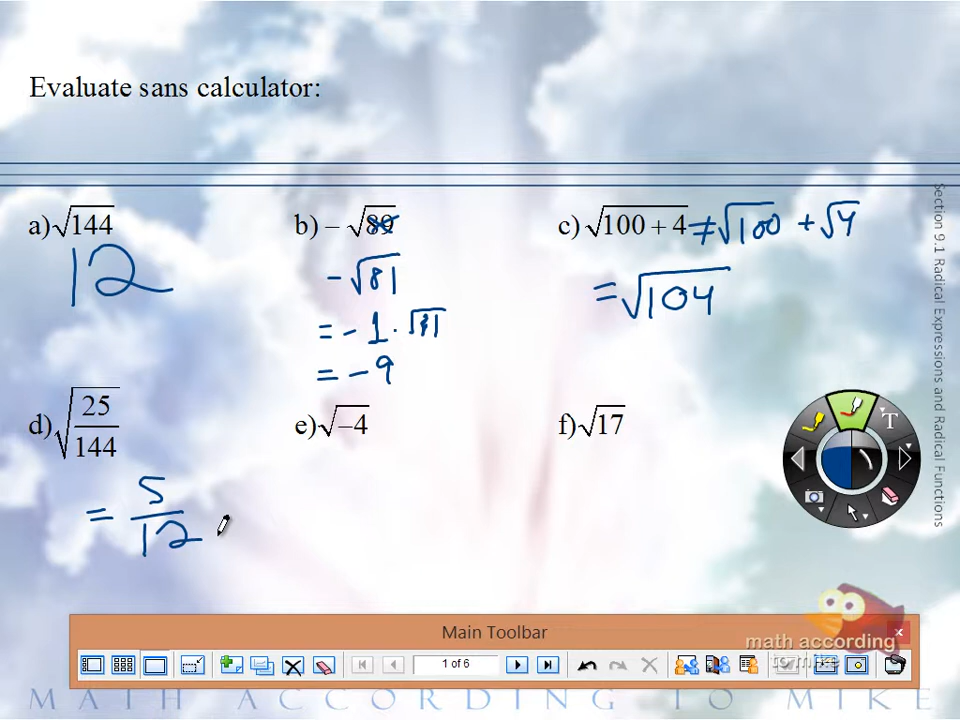 Evaluate sans calculator:
a) √144
12
b) – √89
- √81
= - 1 · √81
= - 9
c) √100 + 4 ≠ √100 + √4
= √104
d) √25/144
= 5/12
e) √–4
f) √17
T
Section 9.1 Radical Expressions and Radical Functions
Main Toolbar
1 of 6
math according
to mike
MATH ACCORDING TO MIKE